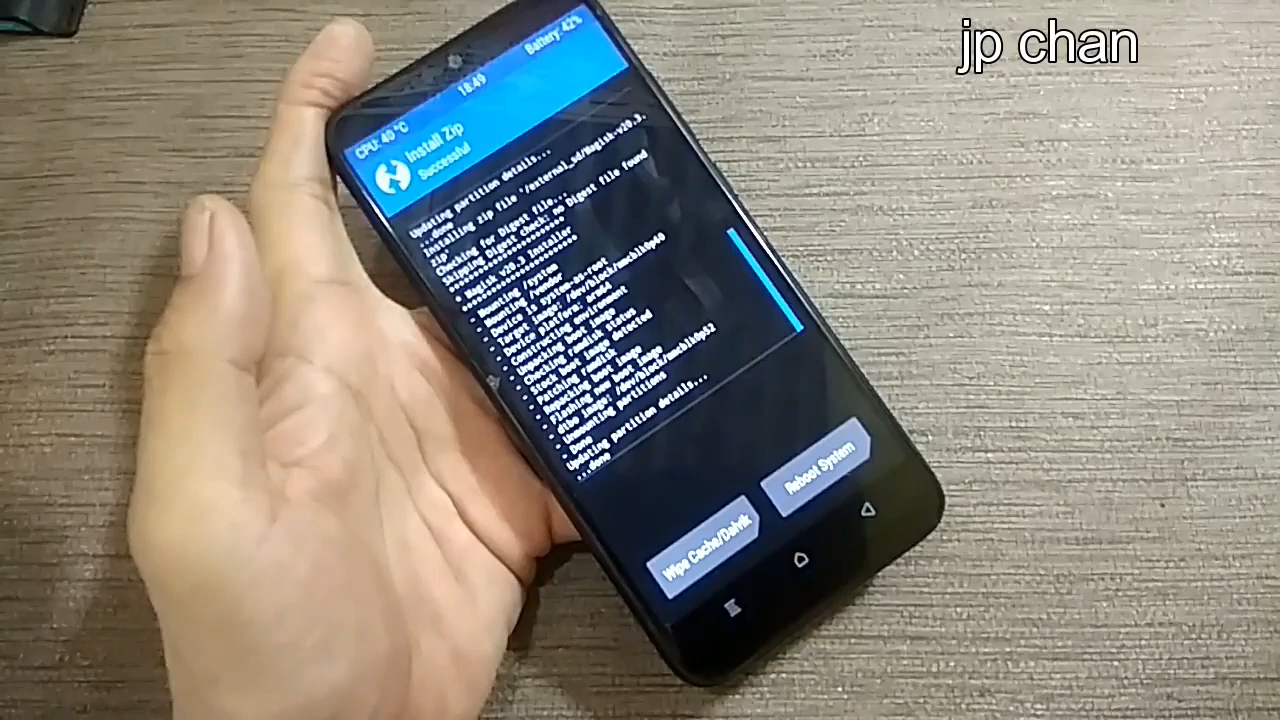 jp chan
CPU: 40 °C
18:49
Battery: 42%
Install Zip
Successful
Updating partition details...
...done
Installing zip file '/external_sd/Magisk-v20.3.
zip'
Checking for Digest file...
Skipping Digest check: no Digest file found
************************
* Magisk v20.3 Installer
************************
- Mounting /system
- Mounting /vendor
- Device is system-as-root
- Target image: /dev/block/mmcblk0p60
- Device platform: arm64
- Constructing environment
- Unpacking boot image
- Checking ramdisk status
- Stock boot image detected
- Patching ramdisk
- Repacking boot image
- Flashing new boot image
- dtbo image: /dev/block/mmcblk0p52
- Unmounting partitions
- Done
Updating partition details...
...done
Wipe Cache/Dalvik
Reboot System